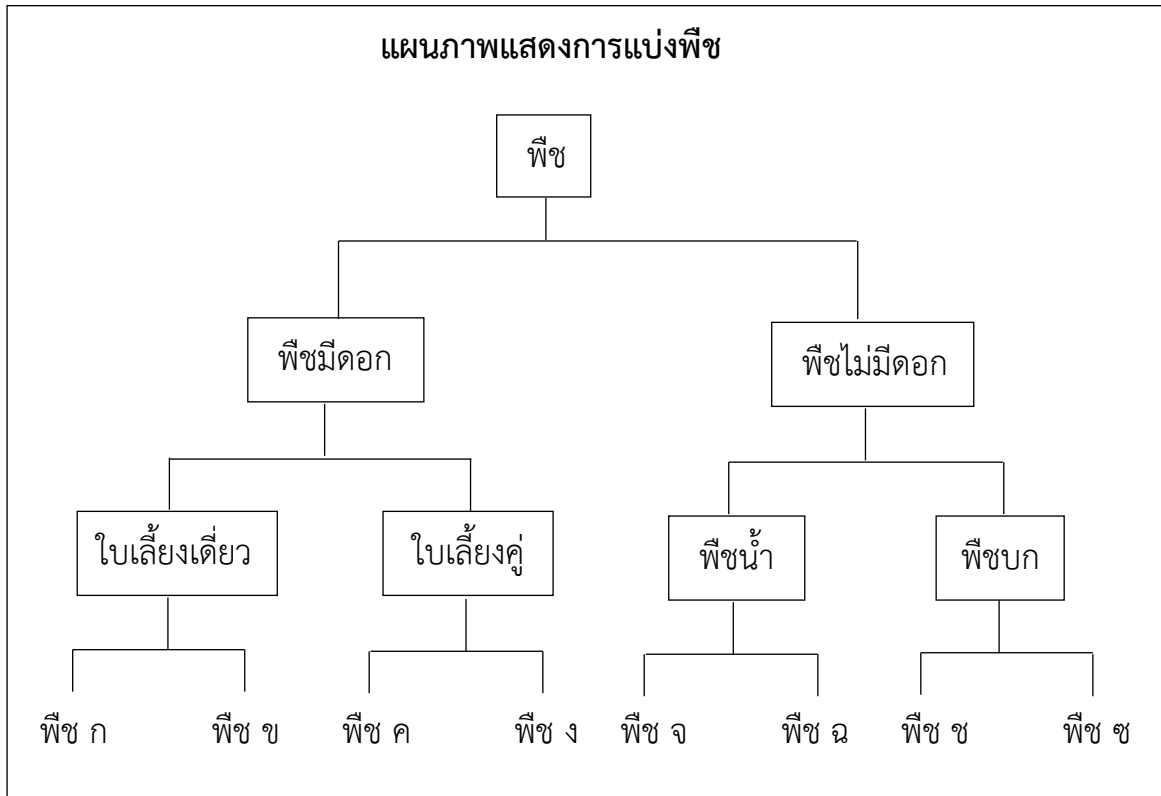 แผนภาพแสดงการแบ่งพืช
พืช
พืชมีดอก
พืชไม่มีดอก
ใบเลี้ยงเดี่ยว
ใบเลี้ยงคู่
พืชน้ำ
พืชบก
พืช ก
พืช ข
พืช ค
พืช ง
พืช จ
พืช ฉ
พืช ช
พืช ซ